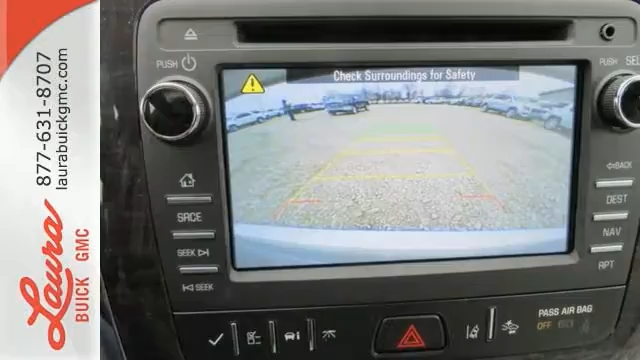 877-631-8707
laurabuickgmc.com
Laura
BUICK GMC
PUSH
Check Surroundings for Safety
PUSH SEL
SRCE
SEEK
SEEK
BACK
DEST
NAV
RPT
PASS AIR BAG
OFF